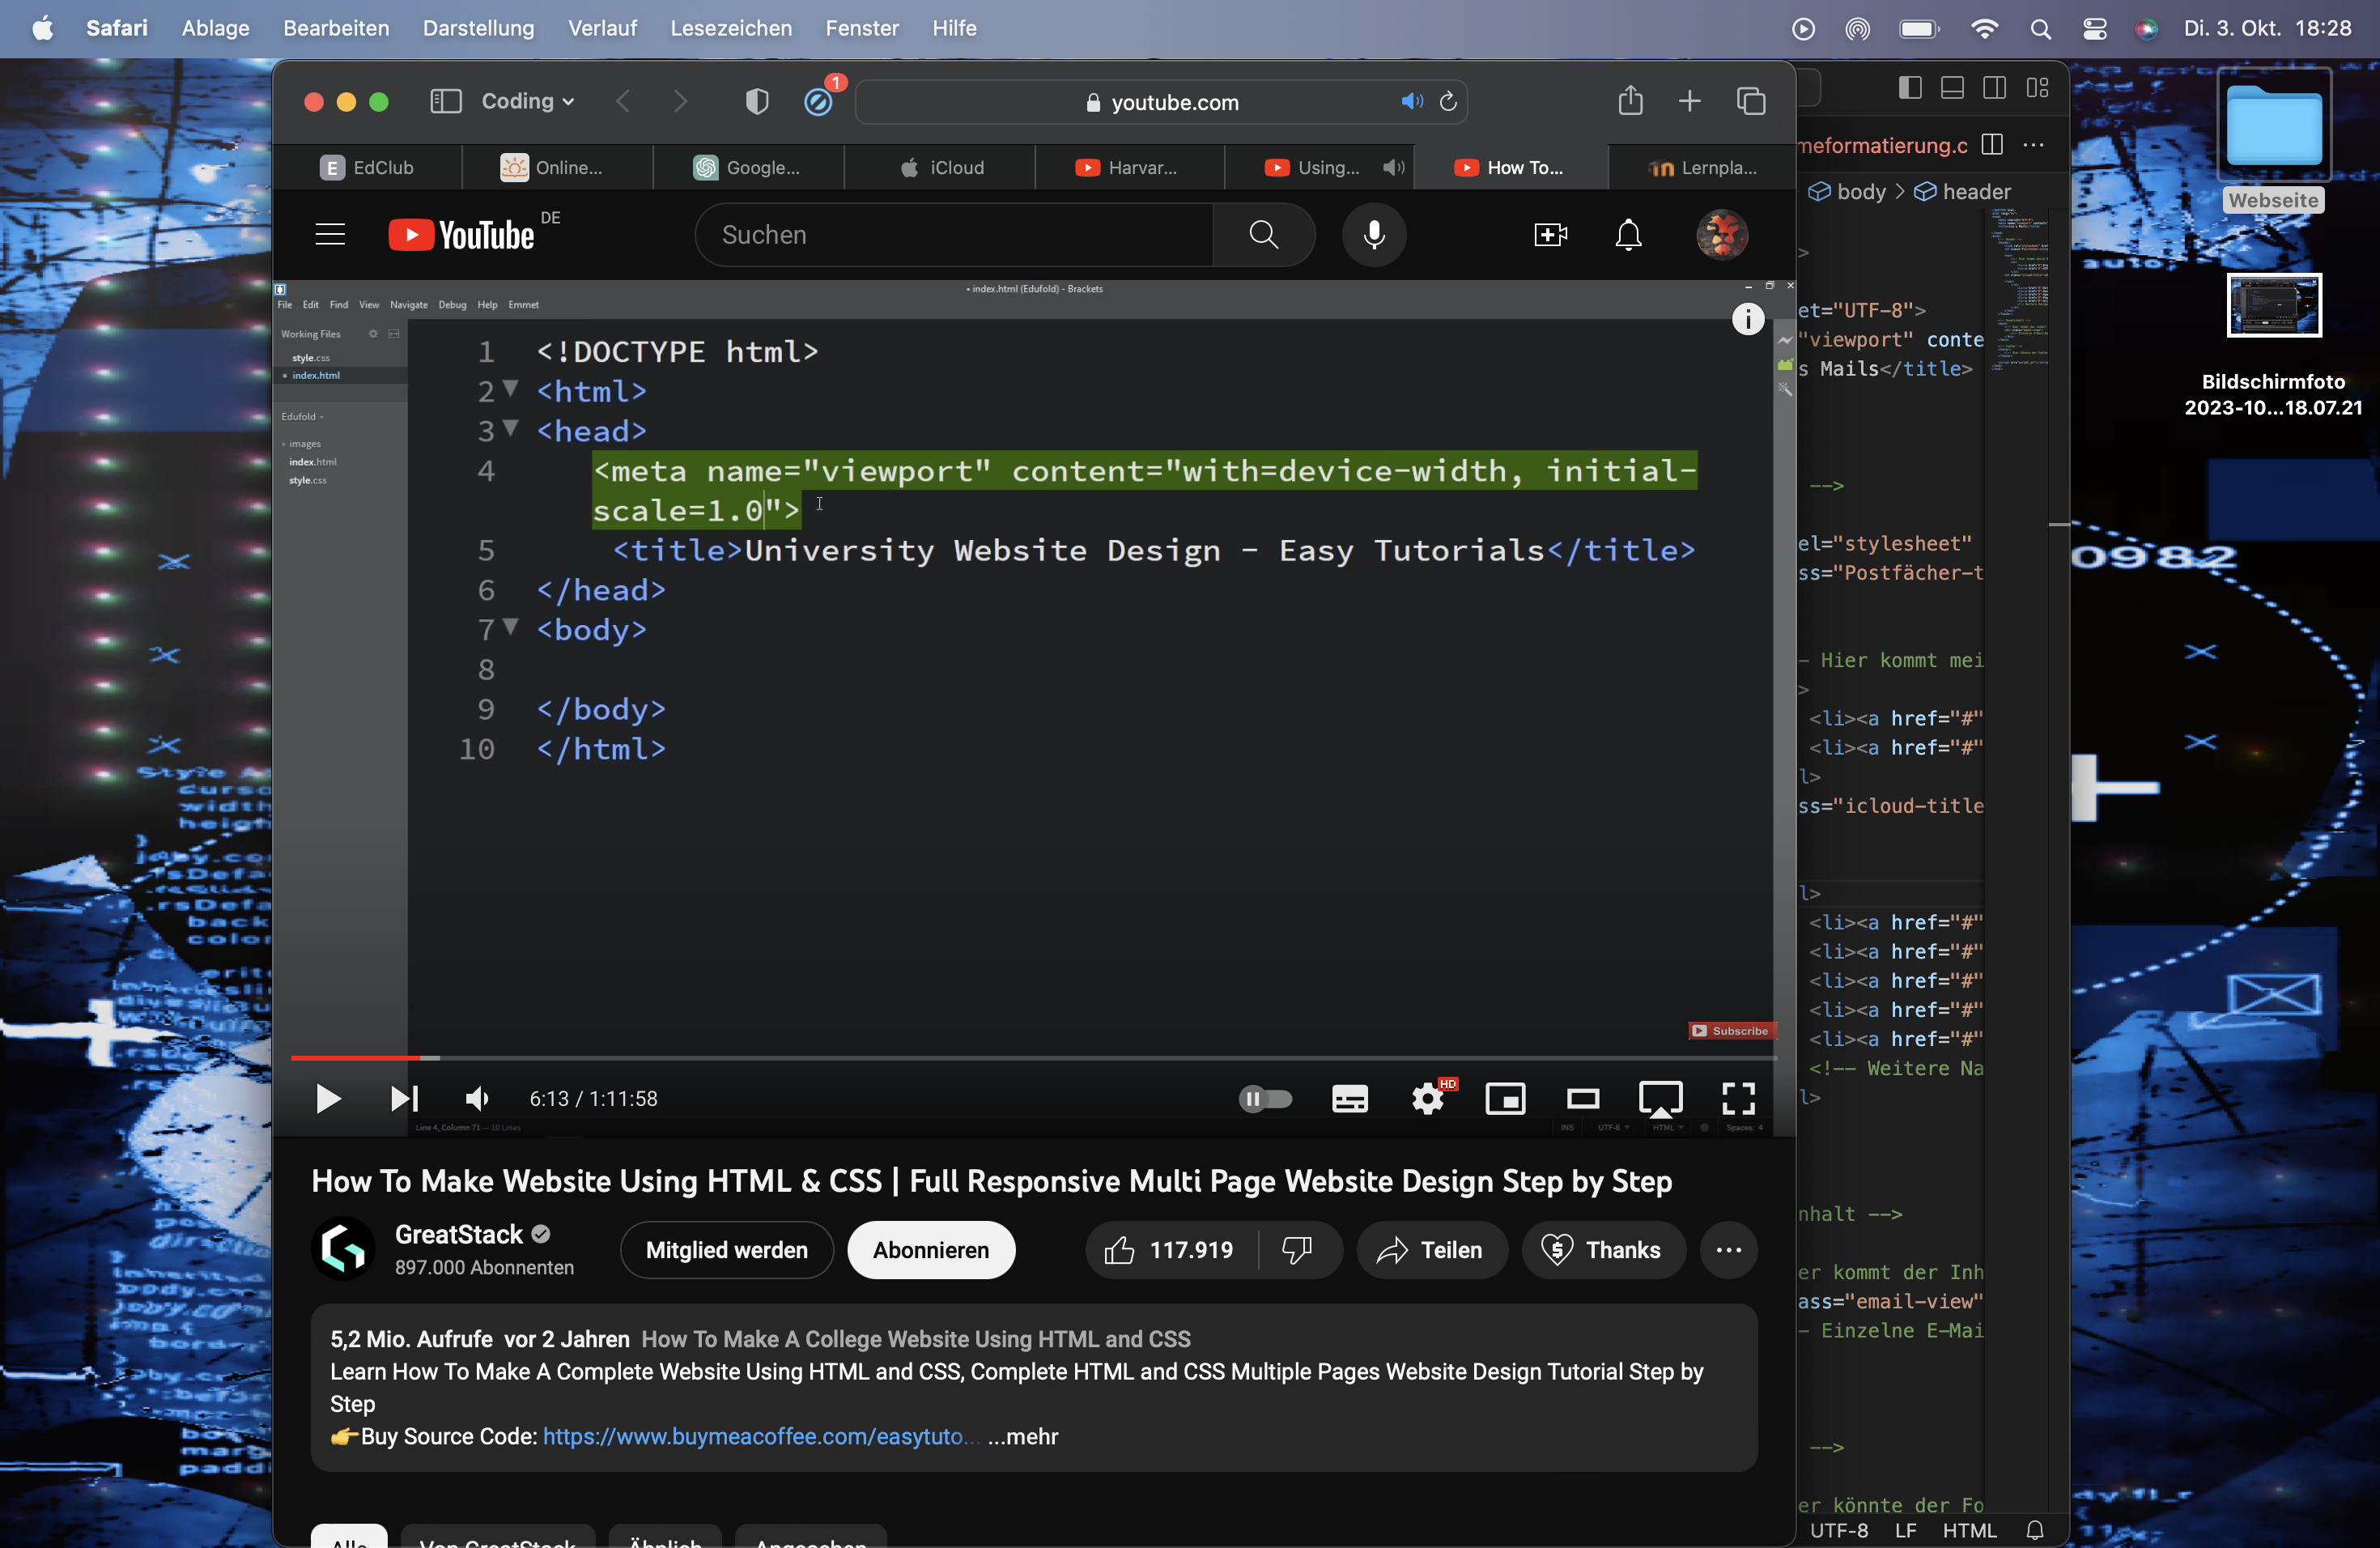 Safari Ablage Bearbeiten Darstellung Verlauf Lesezeichen Fenster Hilfe Di. 3. Okt. 18:28
Coding youtube.com 1
EdClub Online... Google... iCloud Harvar... Using... How To... Lernpla...
YouTube DE Suchen
• index.html (Edufold) - Brackets
File Edit Find View Navigate Debug Help Emmet
Working Files
style.css
• index.html
Edufold
images
index.html
style.css
1 <!DOCTYPE html>
2 <html>
3 <head>
4 <meta name="viewport" content="with=device-width, initial-
scale=1.0">
5 <title>University Website Design - Easy Tutorials</title>
6 </head>
7 <body>
8
9 </body>
10 </html>
Subscribe
6:13 / 1:11:58
HD
Line 4, Column 71 — 10 Lines INS UTF-8 HTML Spaces: 4
How To Make Website Using HTML & CSS | Full Responsive Multi Page Website Design Step by Step
GreatStack
897.000 Abonnenten
Mitglied werden Abonnieren 117.919 Teilen Thanks
5,2 Mio. Aufrufe vor 2 Jahren How To Make A College Website Using HTML and CSS
Learn How To Make A Complete Website Using HTML and CSS, Complete HTML and CSS Multiple Pages Website Design Tutorial Step by
Step
👉Buy Source Code: https://www.buymeacoffee.com/easytuto... ...mehr
Alle Von GreatStack Ähnlich Angesehen
meformatierung.c
body > header
>
et="UTF-8">
"viewport" conte
s Mails</title>
-->
el="stylesheet"
ss="Postfächer-t
- Hier kommt mei
>
<li><a href="#"
<li><a href="#"
l>
ss="icloud-title
l>
<li><a href="#"
<li><a href="#"
<li><a href="#"
<li><a href="#"
<li><a href="#"
<!-- Weitere Na
l>
nhalt -->
er kommt der Inh
ass="email-view"
- Einzelne E-Mai
-->
er könnte der Fo
UTF-8 LF HTML
Webseite
Bildschirmfoto
2023-10...18.07.21
0982